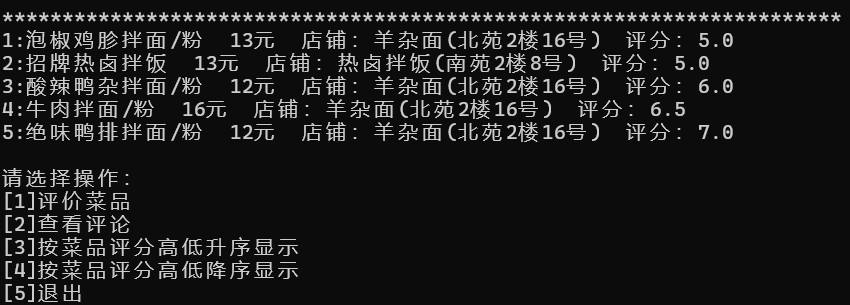 **********************************************************************
1:泡椒鸡胗拌面/粉  13元  店铺: 羊杂面(北苑2楼16号)  评分: 5.0
2:招牌热卤拌饭  13元  店铺: 热卤拌饭(南苑2楼8号)  评分: 5.0
3:酸辣鸭杂拌面/粉  12元  店铺: 羊杂面(北苑2楼16号)  评分: 6.0
4:牛肉拌面/粉  16元  店铺: 羊杂面(北苑2楼16号)  评分: 6.5
5:绝味鸭排拌面/粉  12元  店铺: 羊杂面(北苑2楼16号)  评分: 7.0
请选择操作:
[1]评价菜品
[2]查看评论
[3]按菜品评分高低升序显示
[4]按菜品评分高低降序显示
[5]退出